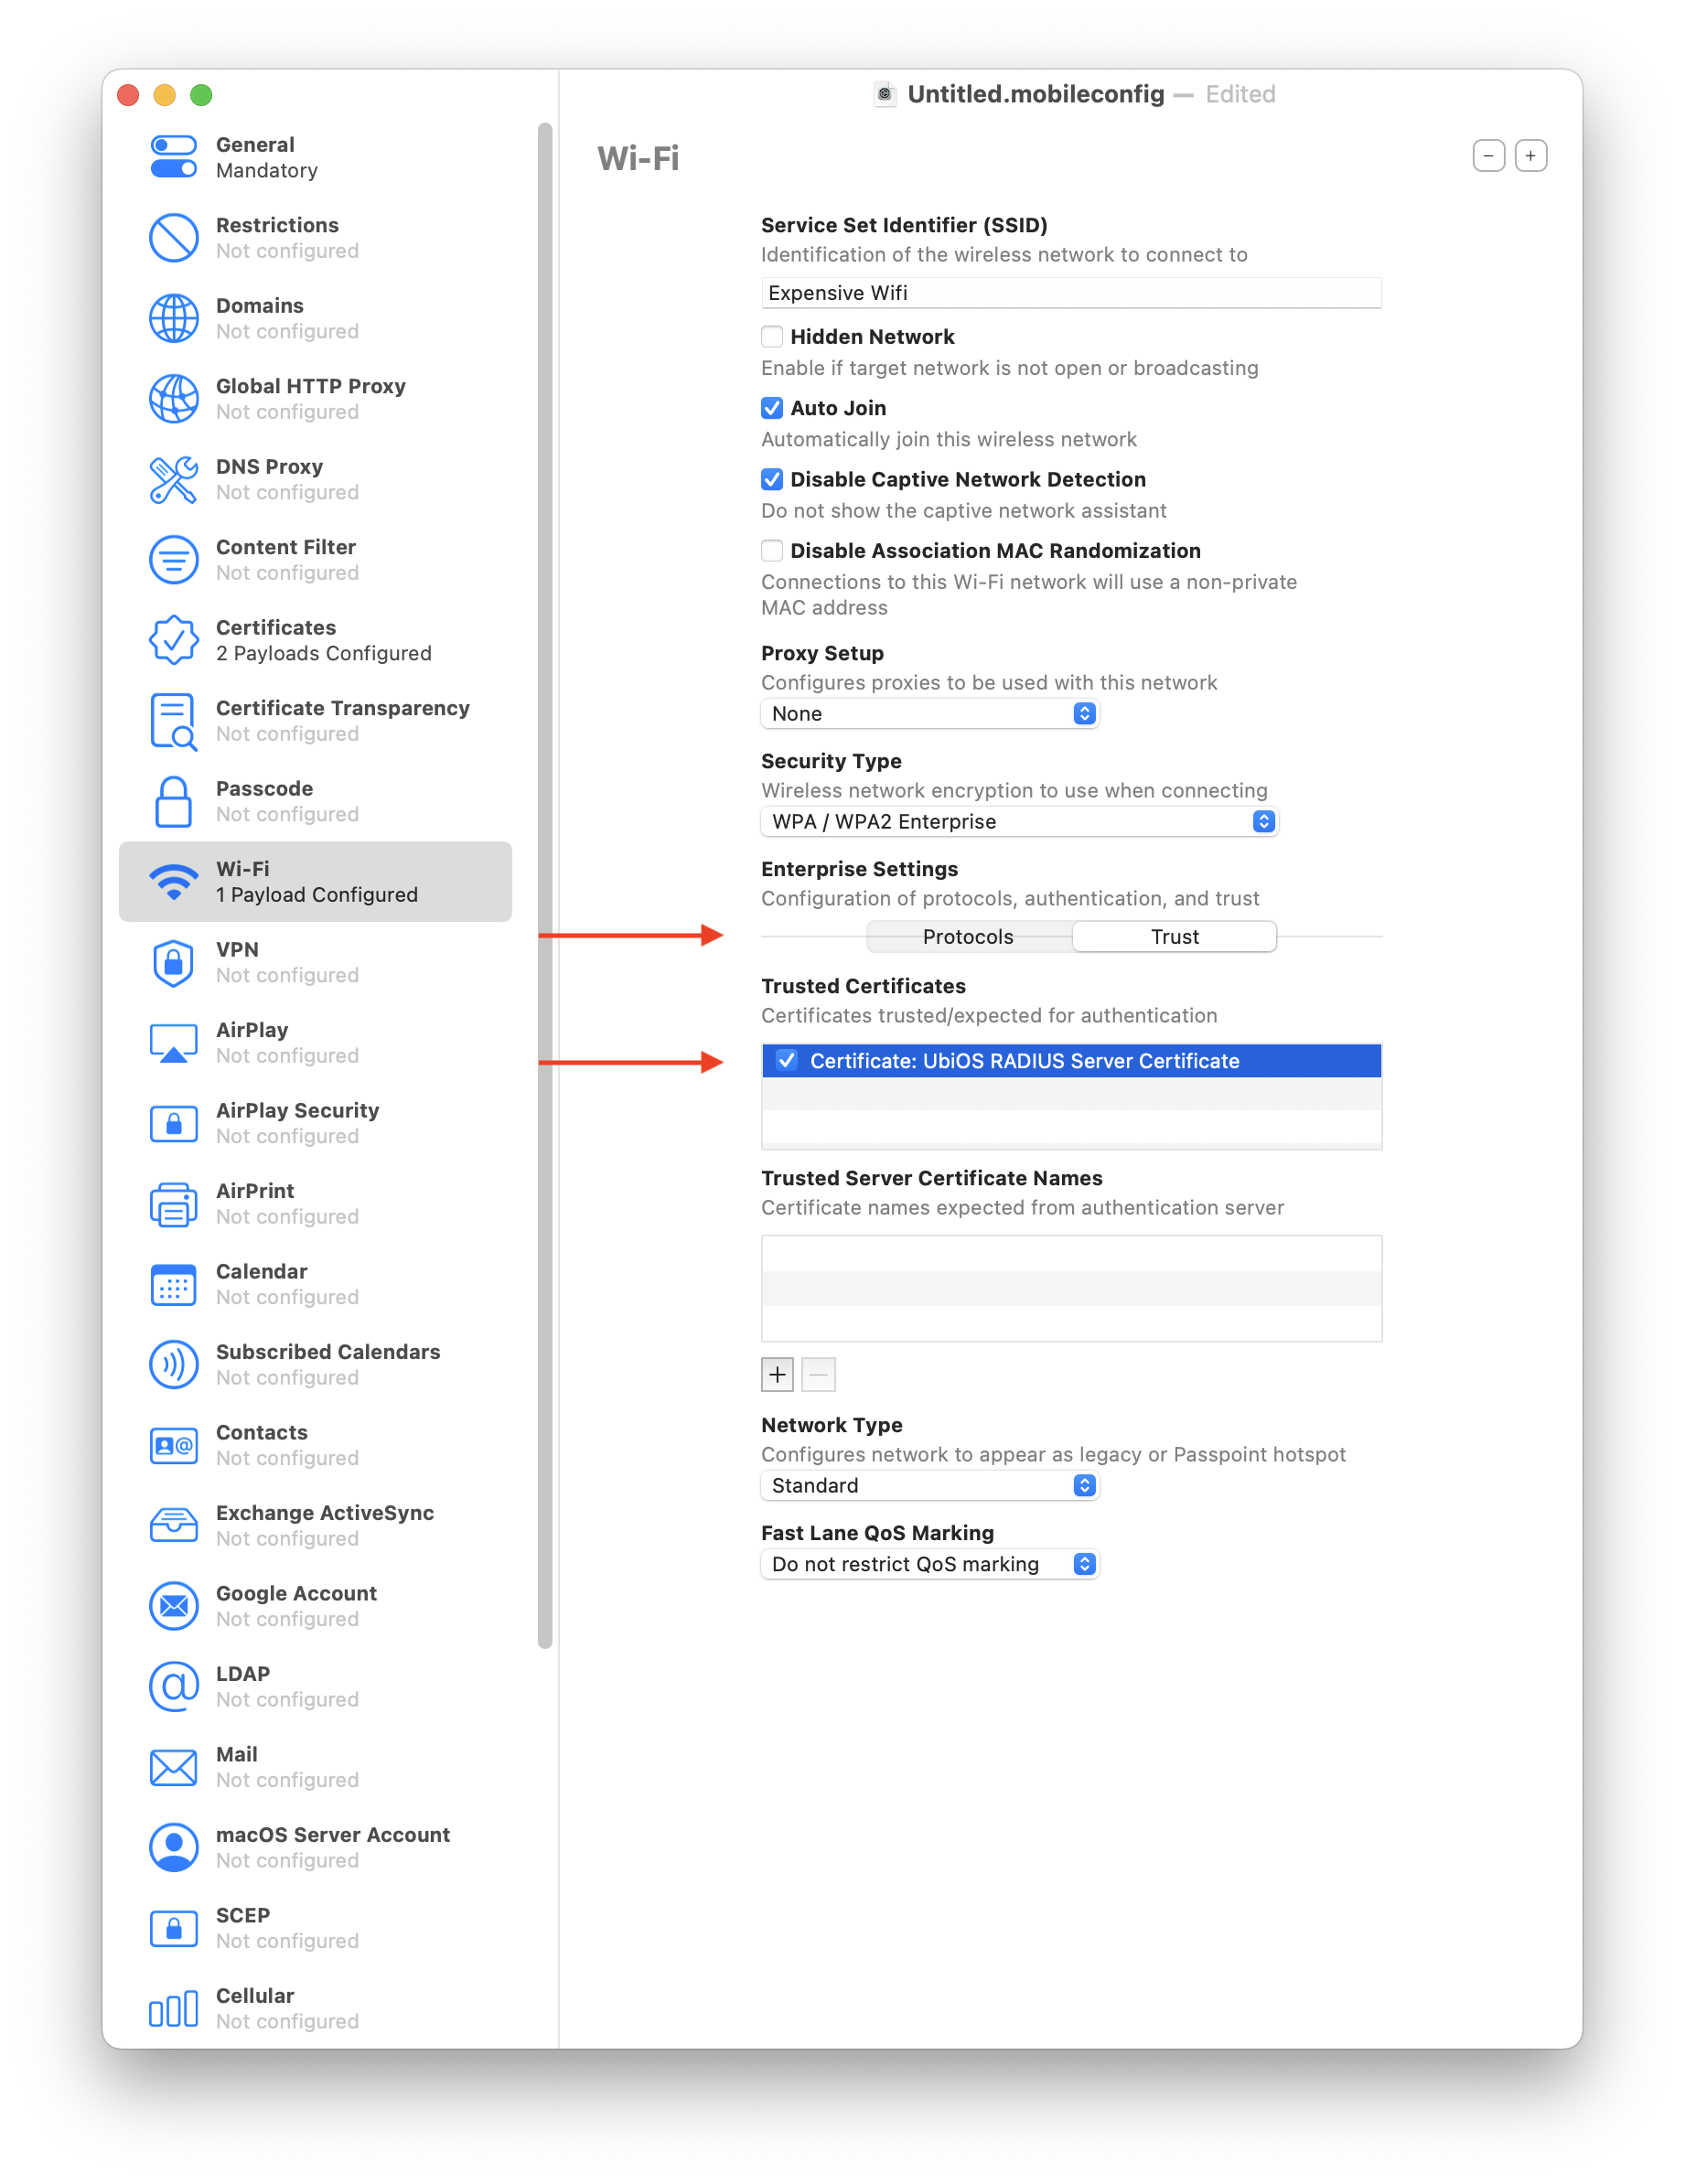 Untitled.mobileconfig — Edited
General
Mandatory
Restrictions
Not configured
Domains
Not configured
Global HTTP Proxy
Not configured
DNS Proxy
Not configured
Content Filter
Not configured
Certificates
2 Payloads Configured
Certificate Transparency
Not configured
Passcode
Not configured
Wi-Fi
1 Payload Configured
VPN
Not configured
AirPlay
Not configured
AirPlay Security
Not configured
AirPrint
Not configured
Calendar
Not configured
Subscribed Calendars
Not configured
Contacts
Not configured
Exchange ActiveSync
Not configured
Google Account
Not configured
LDAP
Not configured
Mail
Not configured
macOS Server Account
Not configured
SCEP
Not configured
Cellular
Not configured
Wi-Fi
Service Set Identifier (SSID)
Identification of the wireless network to connect to
Expensive Wifi
Hidden Network
Enable if target network is not open or broadcasting
Auto Join
Automatically join this wireless network
Disable Captive Network Detection
Do not show the captive network assistant
Disable Association MAC Randomization
Connections to this Wi-Fi network will use a non-private
MAC address
Proxy Setup
Configures proxies to be used with this network
None
Security Type
Wireless network encryption to use when connecting
WPA / WPA2 Enterprise
Enterprise Settings
Configuration of protocols, authentication, and trust
Protocols Trust
Trusted Certificates
Certificates trusted/expected for authentication
Certificate: UbiOS RADIUS Server Certificate
Trusted Server Certificate Names
Certificate names expected from authentication server
Network Type
Configures network to appear as legacy or Passpoint hotspot
Standard
Fast Lane QoS Marking
Do not restrict QoS marking